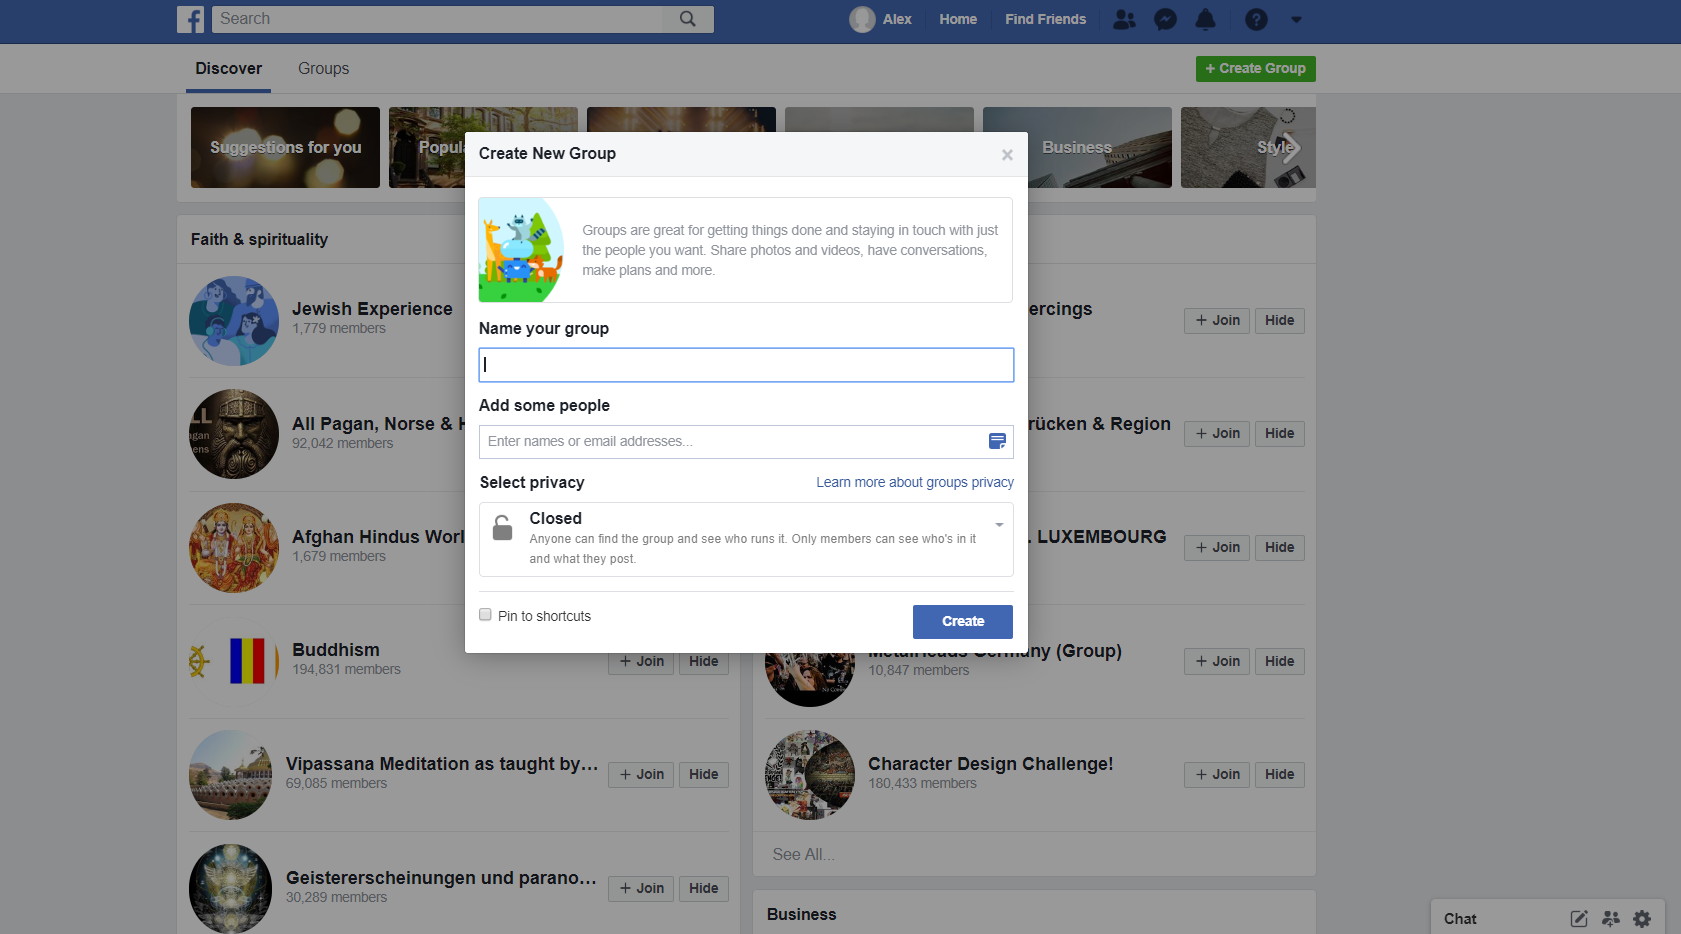 f
Search
Alex
Home
Find Friends
?
Discover
Groups
+ Create Group
Suggestions for you
Popul
Business
Style
Create New Group
×
Groups are great for getting things done and staying in touch with just
the people you want. Share photos and videos, have conversations,
make plans and more.
Name your group
Add some people
Enter names or email addresses...
Select privacy
Learn more about groups privacy
Closed
Anyone can find the group and see who runs it. Only members can see who's in it
and what they post.
Pin to shortcuts
Create
Faith & spirituality
Jewish Experience
1,779 members
All Pagan, Norse & H
92,042 members
Afghan Hindus Worl
1,679 members
Buddhism
194,831 members
+ Join
Hide
Vipassana Meditation as taught by…
69,085 members
+ Join
Hide
Geistererscheinungen und parano…
30,289 members
+ Join
Hide
ercings
+ Join
Hide
rücken & Region
+ Join
Hide
. LUXEMBOURG
+ Join
Hide
Metalheads Germany (Group)
10,847 members
+ Join
Hide
Character Design Challenge!
180,433 members
+ Join
Hide
See All...
Business
Chat